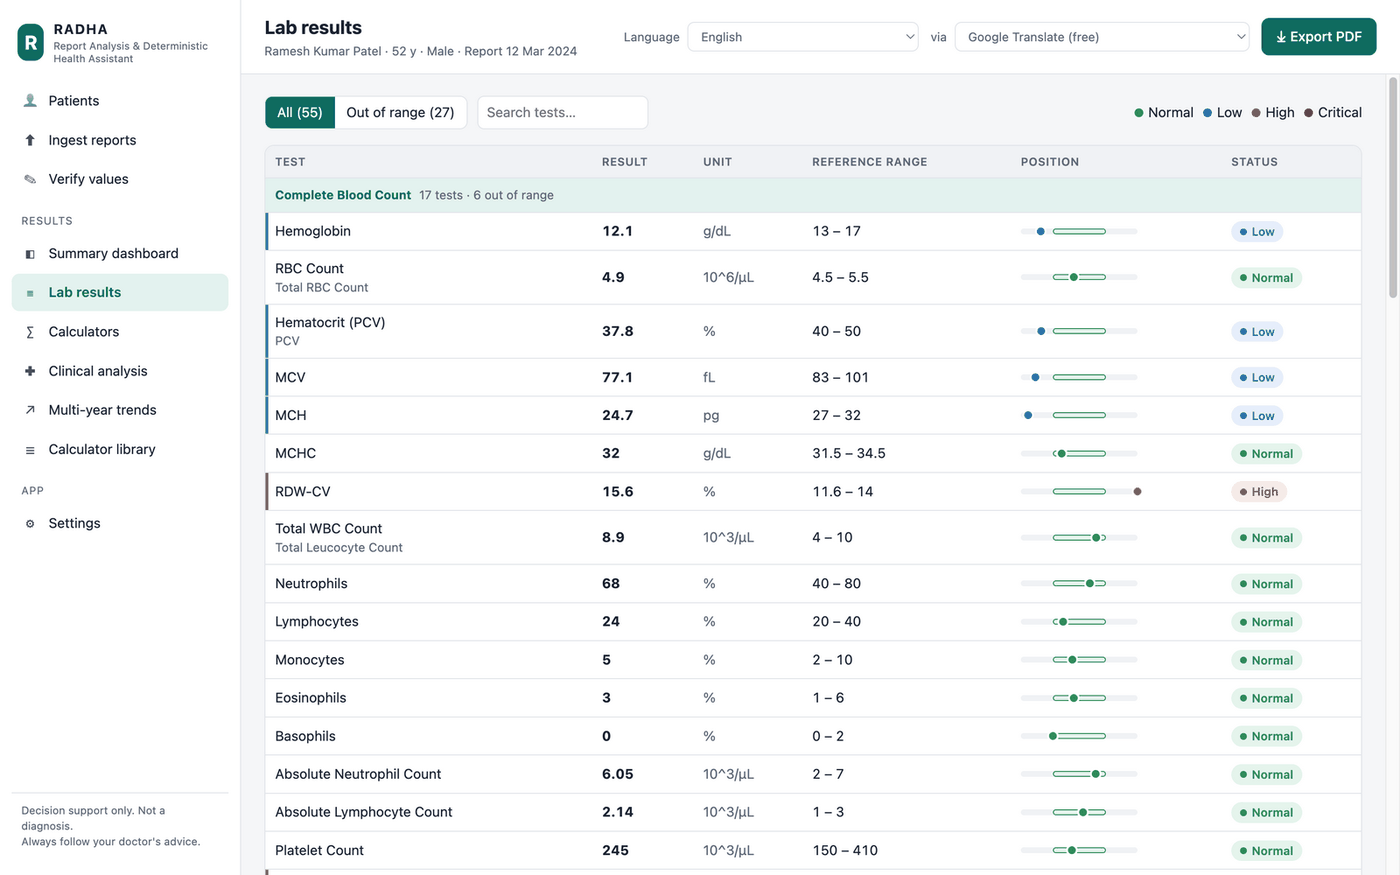 R
RADHA
Report Analysis & Deterministic
Health Assistant
Patients
Ingest reports
Verify values
RESULTS
Summary dashboard
Lab results
Calculators
Clinical analysis
Multi-year trends
Calculator library
APP
Settings
Decision support only. Not a
diagnosis.
Always follow your doctor's advice.
Lab results
Ramesh Kumar Patel · 52 y · Male · Report 12 Mar 2024
Language English via Google Translate (free) Export PDF
All (55) Out of range (27) Search tests... Normal Low High Critical
TEST RESULT UNIT REFERENCE RANGE POSITION STATUS
Complete Blood Count 17 tests · 6 out of range
Hemoglobin 12.1 g/dL 13 – 17 Low
RBC Count 4.9 10^6/µL 4.5 – 5.5 Normal
Total RBC Count
Hematocrit (PCV) 37.8 % 40 – 50 Low
PCV
MCV 77.1 fL 83 – 101 Low
MCH 24.7 pg 27 – 32 Low
MCHC 32 g/dL 31.5 – 34.5 Normal
RDW-CV 15.6 % 11.6 – 14 High
Total WBC Count 8.9 10^3/µL 4 – 10 Normal
Total Leucocyte Count
Neutrophils 68 % 40 – 80 Normal
Lymphocytes 24 % 20 – 40 Normal
Monocytes 5 % 2 – 10 Normal
Eosinophils 3 % 1 – 6 Normal
Basophils 0 % 0 – 2 Normal
Absolute Neutrophil Count 6.05 10^3/µL 2 – 7 Normal
Absolute Lymphocyte Count 2.14 10^3/µL 1 – 3 Normal
Platelet Count 245 10^3/µL 150 – 410 Normal